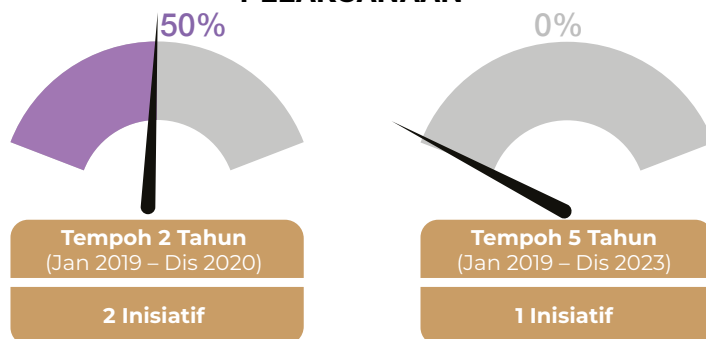 PELAKSANAAN
50%
0%
Tempoh 2 Tahun
(Jan 2019 – Dis 2020)
2 Inisiatif
Tempoh 5 Tahun
(Jan 2019 – Dis 2023)
1 Inisiatif